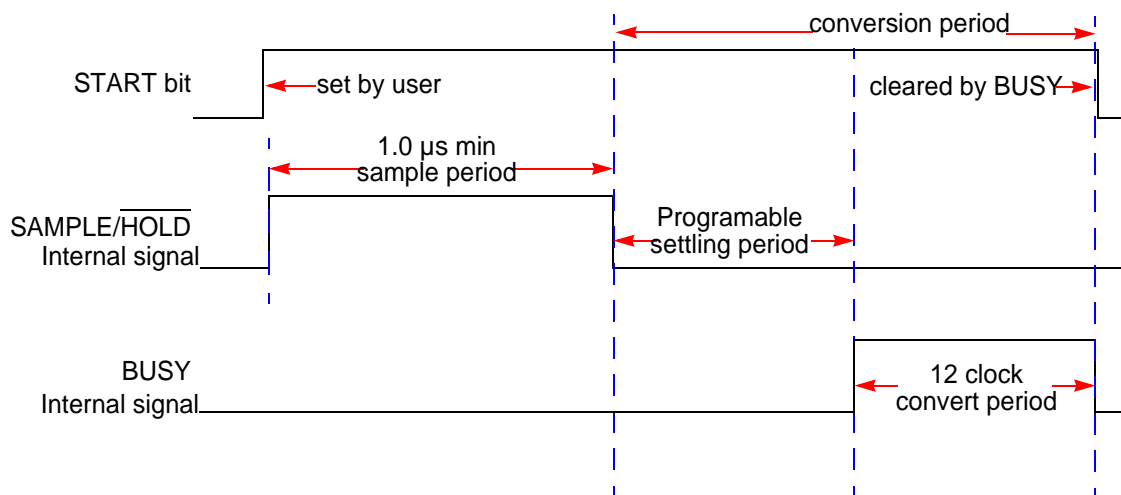 conversion period
START bit
set by user
cleared by BUSY
1.0 µs min
sample period
SAMPLE/HOLD
Internal signal
Programable
settling period
BUSY
Internal signal
12 clock
convert period